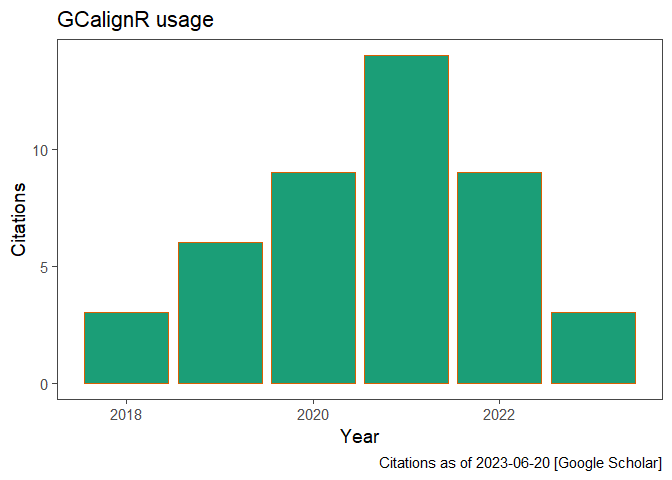 GCalignR usage
Citations
10
5
0
2018 2020 2022
Year
Citations as of 2023-06-20 [Google Scholar]